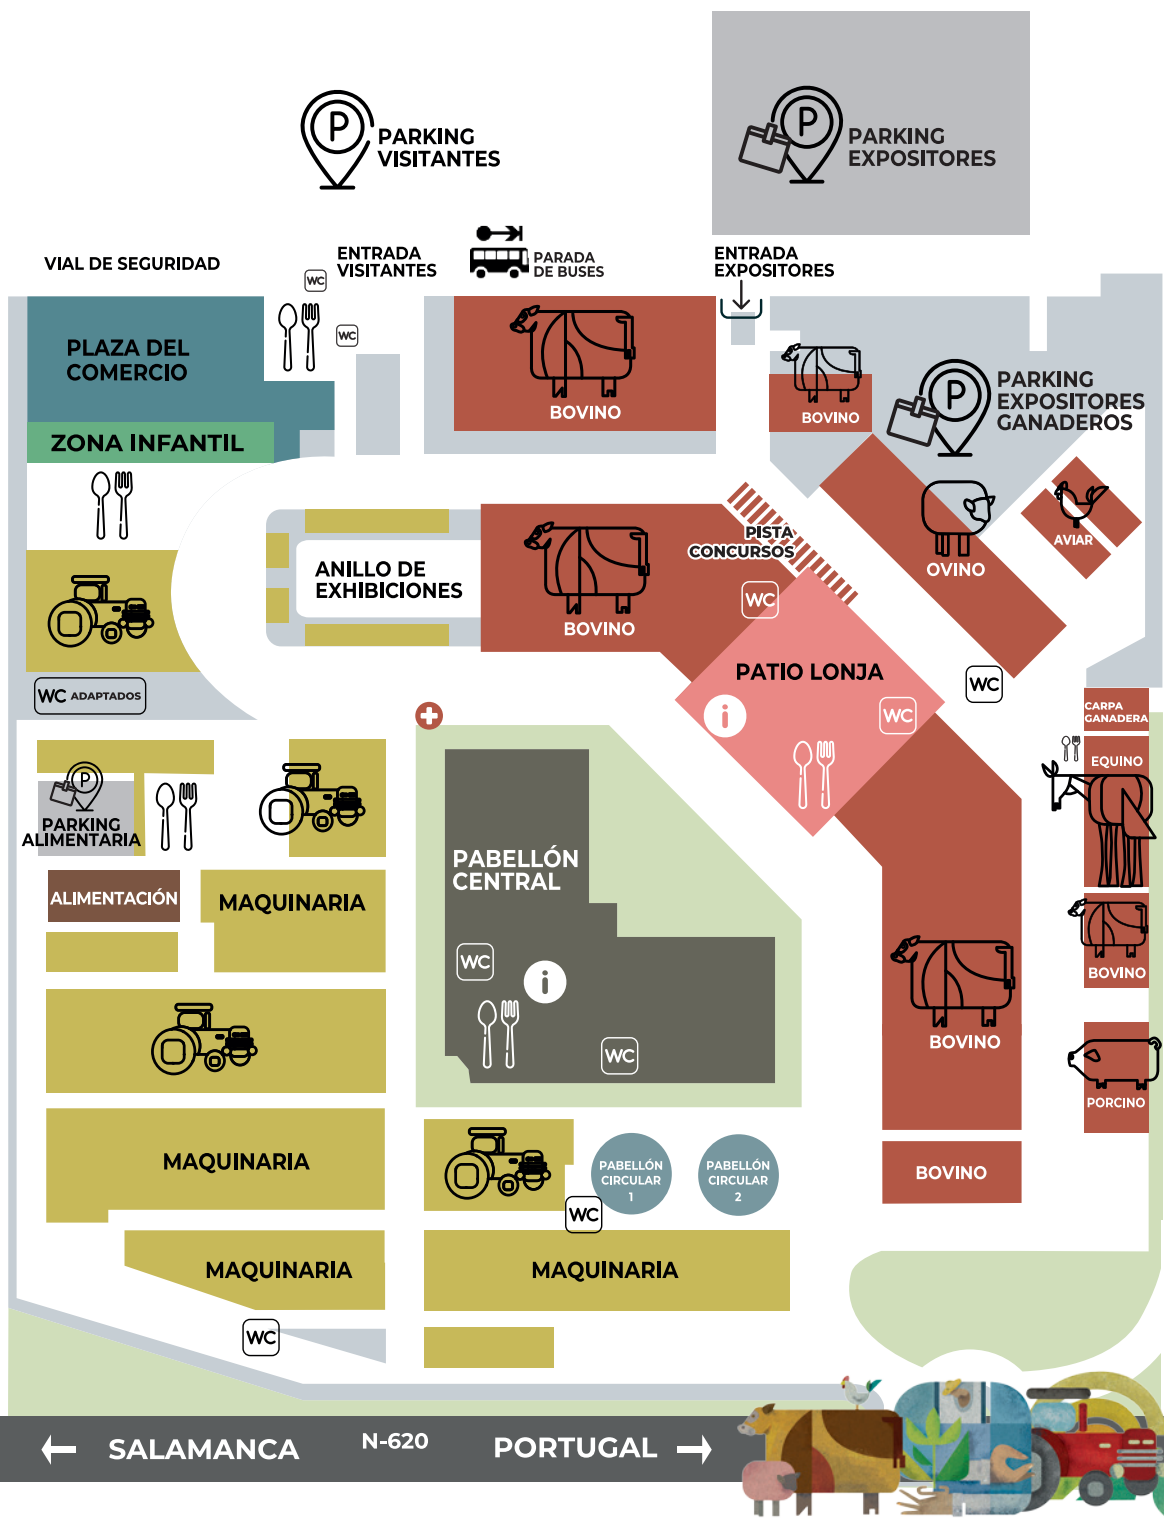 P
PARKING
VISITANTES
P
PARKING
EXPOSITORES
VIAL DE SEGURIDAD
ENTRADA
VISITANTES
WC
PARADA
DE BUSES
ENTRADA
EXPOSITORES
WC
PLAZA DEL
COMERCIO
BOVINO
BOVINO
P
PARKING
EXPOSITORES
GANADEROS
ZONA INFANTIL
PISTA
CONCURSOS
AVIAR
OVINO
ANILLO DE
EXHIBICIONES
BOVINO
WC
PATIO LONJA
WC
WC
i
WC ADAPTADOS
CARPA
GANADERA
EQUINO
P
PARKING
ALIMENTARIA
PABELLÓN
CENTRAL
ALIMENTACIÓN
MAQUINARIA
WC
i
WC
BOVINO
BOVINO
PORCINO
MAQUINARIA
PABELLÓN
CIRCULAR
1
PABELLÓN
CIRCULAR
2
BOVINO
WC
MAQUINARIA
MAQUINARIA
WC
SALAMANCA
N-620
PORTUGAL